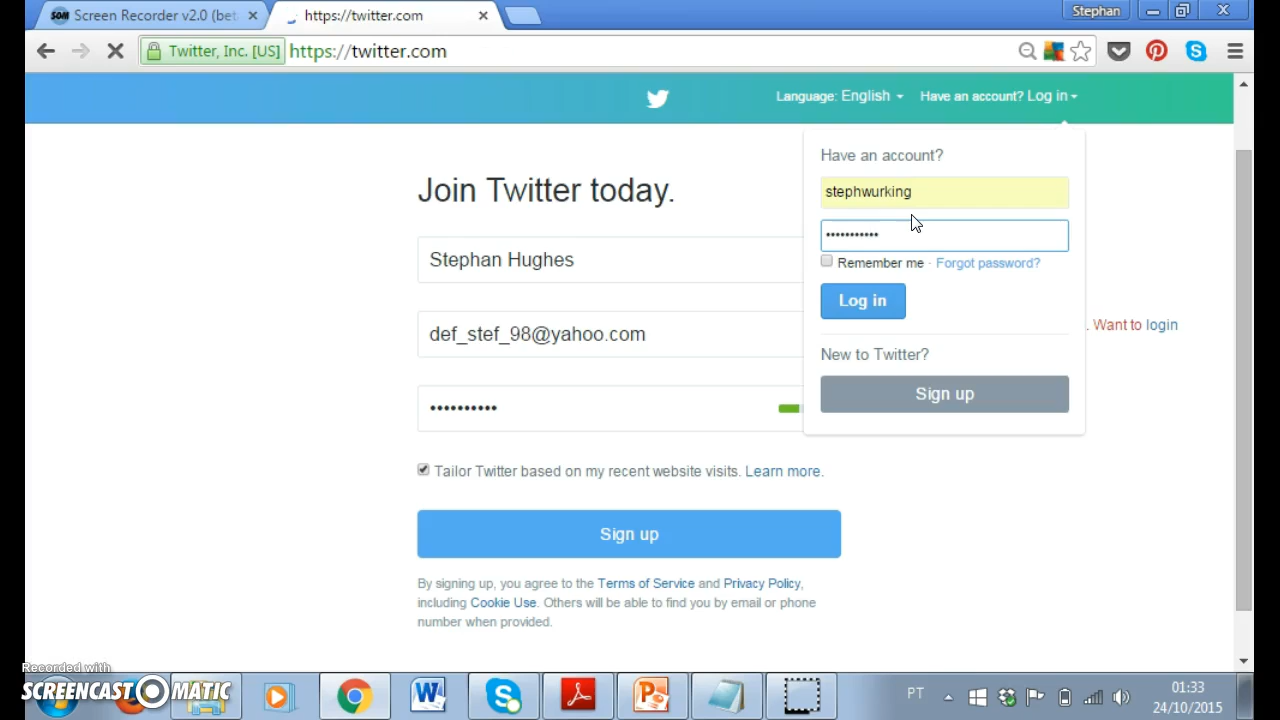 Screen Recorder v2.0 (bet
https://twitter.com
Stephan
Twitter, Inc. [US]
https://twitter.com
Language: English
Have an account? Log in
Have an account?
stephwurking
•••••••••••
Remember me · Forgot password?
Log in
New to Twitter?
Sign up
Join Twitter today.
Stephan Hughes
def_stef_98@yahoo.com
. Want to login
••••••••••
Tailor Twitter based on my recent website visits. Learn more.
Sign up
By signing up, you agree to the Terms of Service and Privacy Policy,
including Cookie Use. Others will be able to find you by email or phone
number when provided.
Recorded with
SCREENCAST-O-MATIC
PT
01:33
24/10/2015